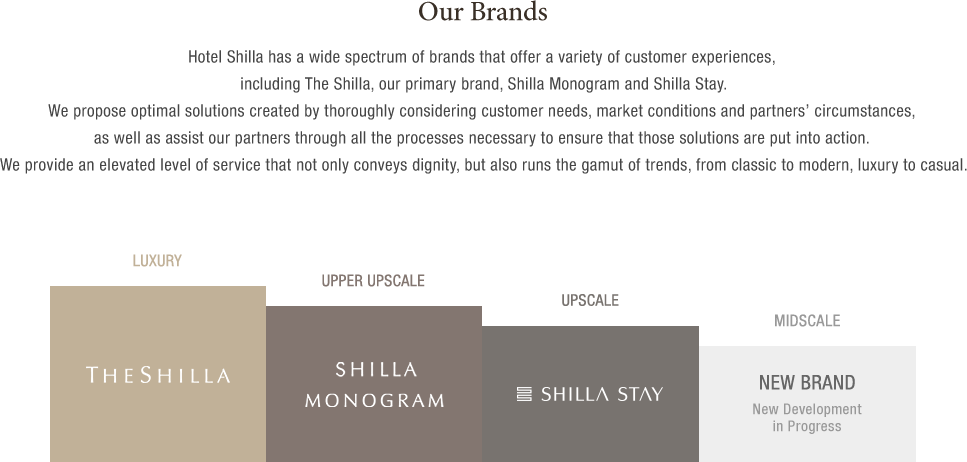 Our Brands
Hotel Shilla has a wide spectrum of brands that offer a variety of customer experiences,
including The Shilla, our primary brand, Shilla Monogram and Shilla Stay.
We propose optimal solutions created by thoroughly considering customer needs, market conditions and partners’ circumstances,
as well as assist our partners through all the processes necessary to ensure that those solutions are put into action.
We provide an elevated level of service that not only conveys dignity, but also runs the gamut of trends, from classic to modern, luxury to casual.
LUXURY
THE SHILLA
UPPER UPSCALE
SHILLA
MONOGRAM
UPSCALE
SHILLA STAY
MIDSCALE
NEW BRAND
New Development
in Progress